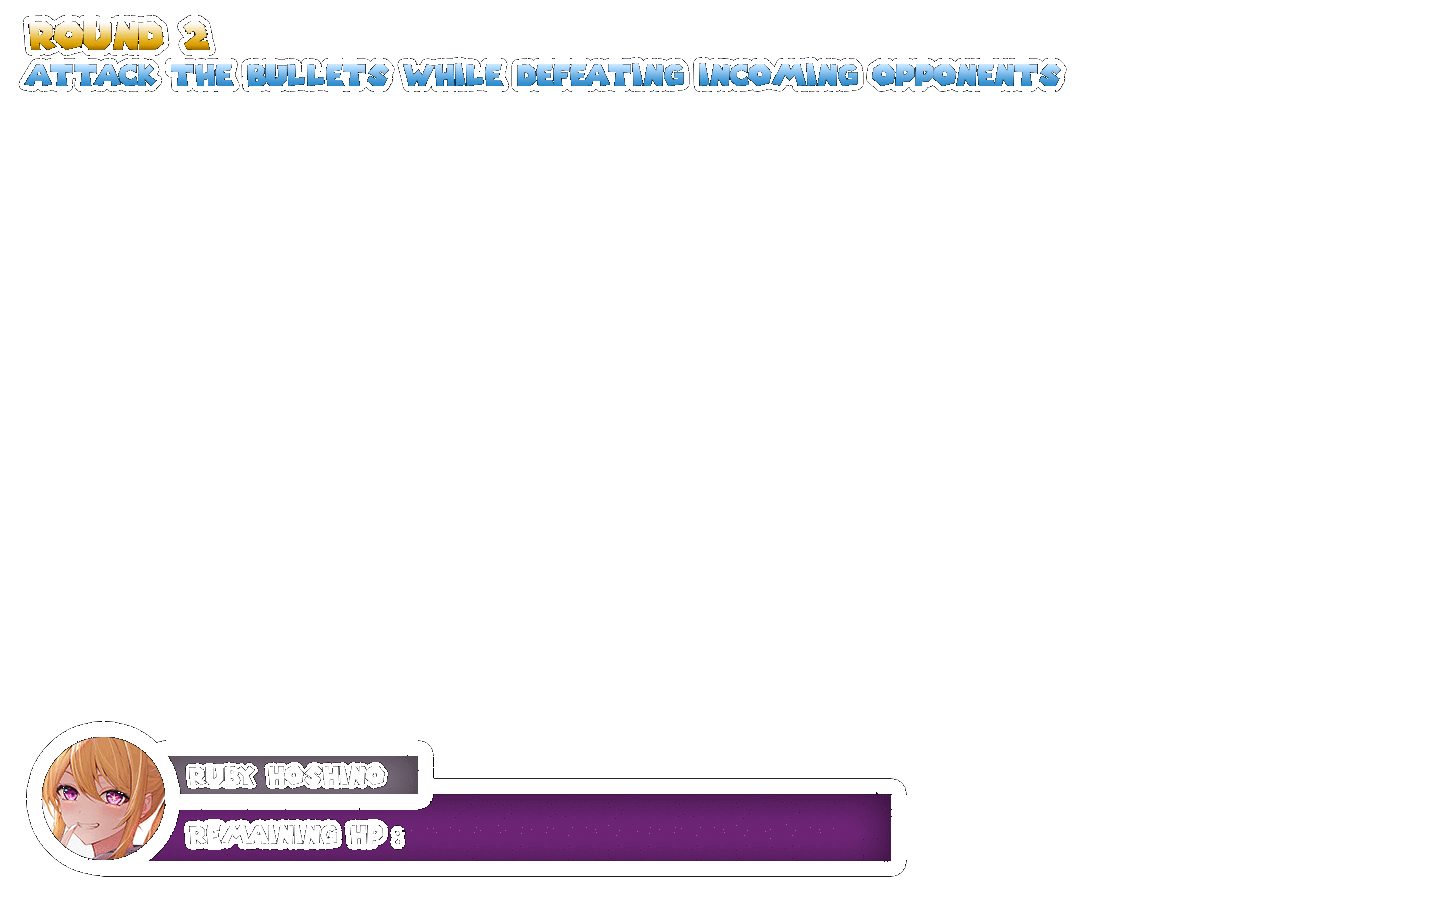 ROUND 2
ATTACK THE BULLETS WHILE DEFEATING INCOMING OPPONENTS
RUBY HOSHINO
REMAINING HP :